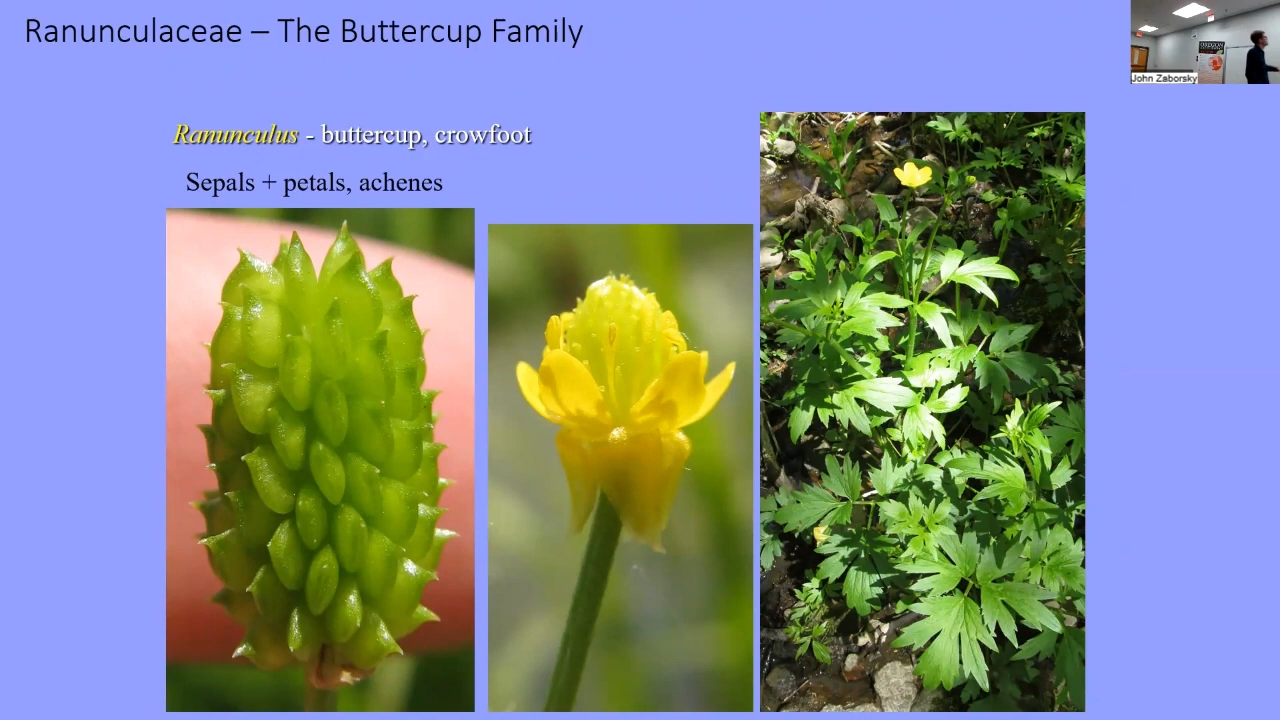 Ranunculaceae – The Buttercup Family
John Zaborsky
Ranunculus - buttercup, crowfoot
Sepals + petals, achenes